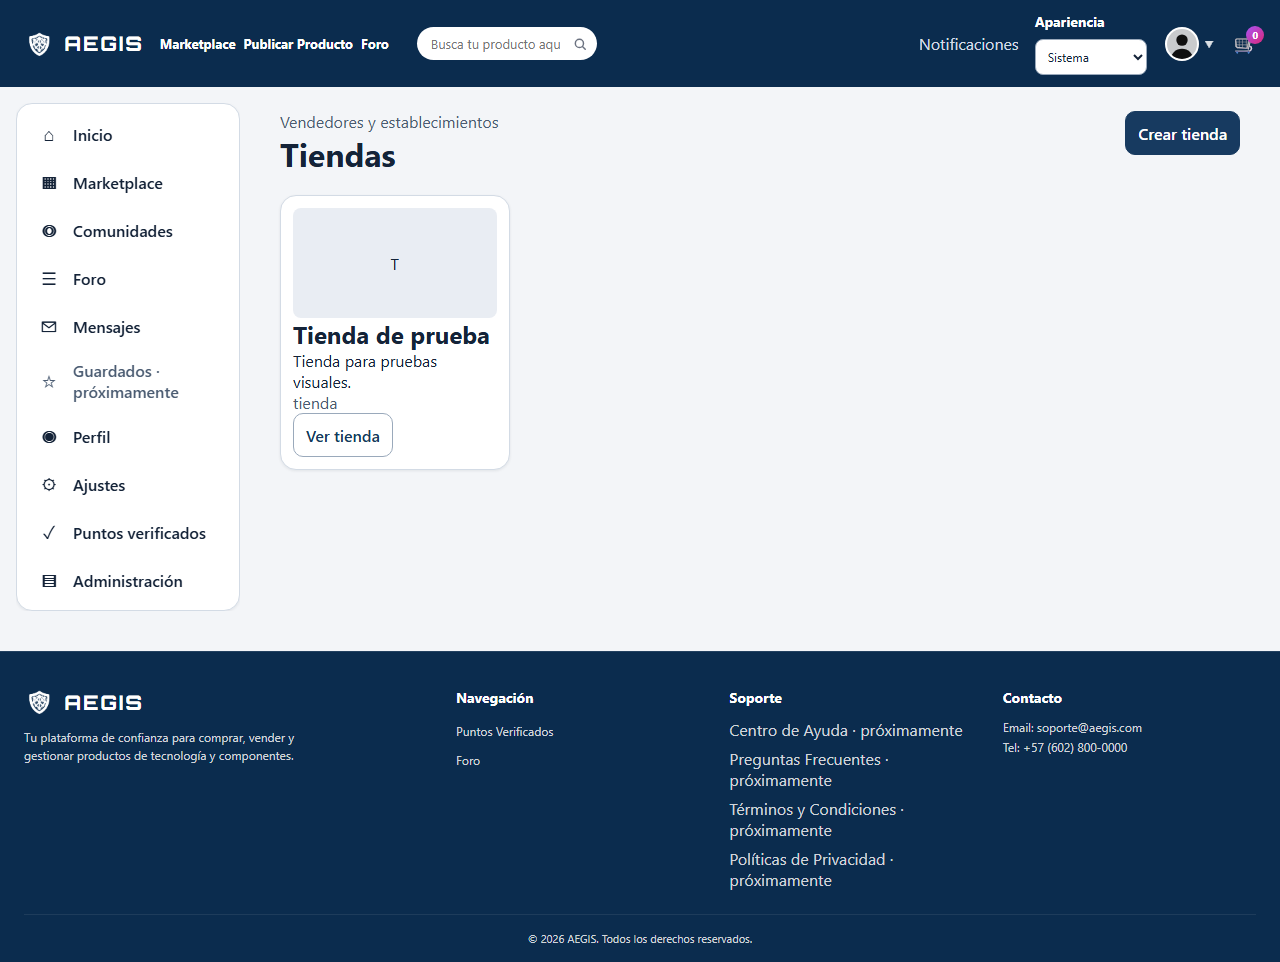 AEGIS
Marketplace Publicar Producto Foro
Busca tu producto aqu
Notificaciones
Apariencia
Sistema
0
Inicio
Marketplace
Comunidades
Foro
Mensajes
Guardados ·
próximamente
Perfil
Ajustes
Puntos verificados
Administración
Vendedores y establecimientos
Tiendas
Crear tienda
T
Tienda de prueba
Tienda para pruebas
visuales.
tienda
Ver tienda
AEGIS
Tu plataforma de confianza para comprar, vender y
gestionar productos de tecnología y componentes.
Navegación
Puntos Verificados
Foro
Soporte
Centro de Ayuda · próximamente
Preguntas Frecuentes ·
próximamente
Términos y Condiciones ·
próximamente
Políticas de Privacidad ·
próximamente
Contacto
Email: soporte@aegis.com
Tel: +57 (602) 800-0000
© 2026 AEGIS. Todos los derechos reservados.